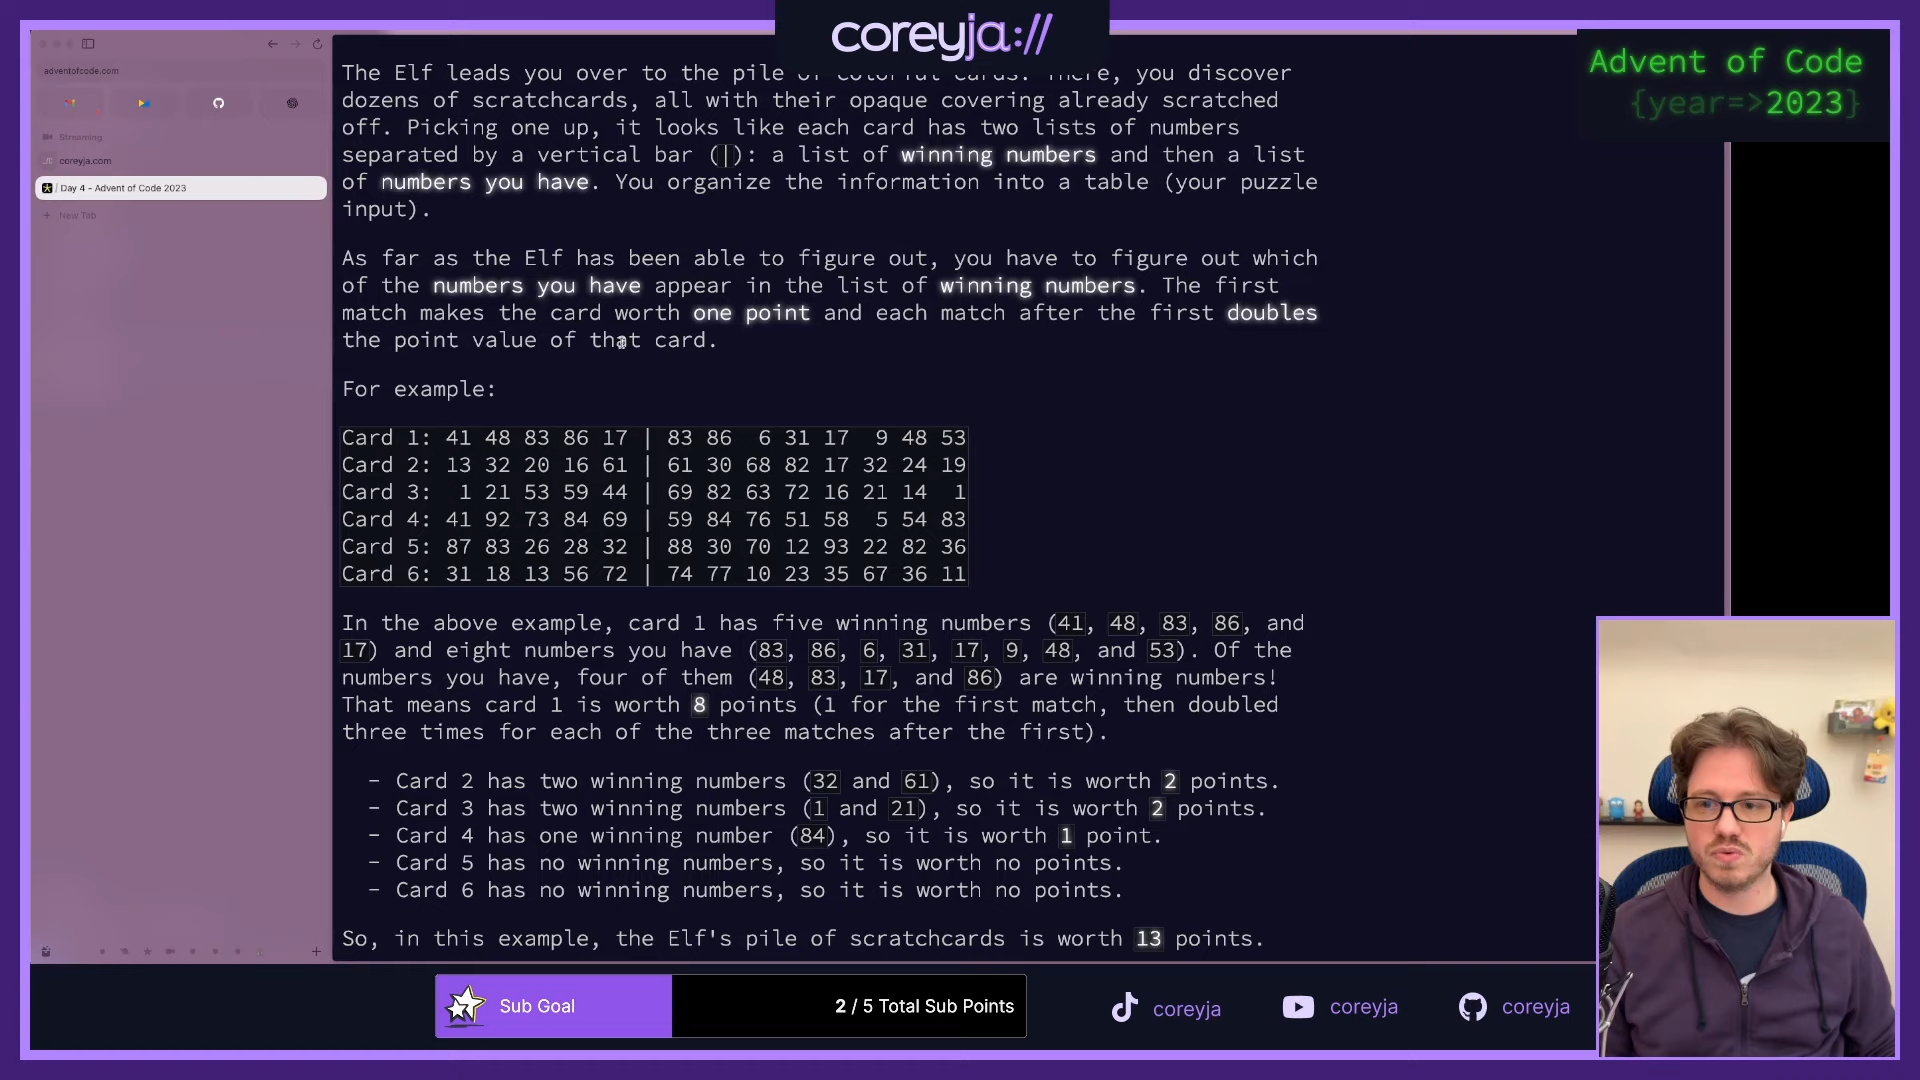 coreyja://
Advent of Code
{year=>2023}
adventofcode.com
Streaming
coreyja.com
Day 4 - Advent of Code 2023
New Tab
The Elf leads you over to the pile of colorful cards. There, you discover
dozens of scratchcards, all with their opaque covering already scratched
off. Picking one up, it looks like each card has two lists of numbers
separated by a vertical bar (|): a list of winning numbers and then a list
of numbers you have. You organize the information into a table (your puzzle
input).
As far as the Elf has been able to figure out, you have to figure out which
of the numbers you have appear in the list of winning numbers. The first
match makes the card worth one point and each match after the first doubles
the point value of that card.
For example:
Card 1: 41 48 83 86 17 | 83 86  6 31 17  9 48 53
Card 2: 13 32 20 16 61 | 61 30 68 82 17 32 24 19
Card 3:  1 21 53 59 44 | 69 82 63 72 16 21 14  1
Card 4: 41 92 73 84 69 | 59 84 76 51 58  5 54 83
Card 5: 87 83 26 28 32 | 88 30 70 12 93 22 82 36
Card 6: 31 18 13 56 72 | 74 77 10 23 35 67 36 11
In the above example, card 1 has five winning numbers (41, 48, 83, 86, and
17) and eight numbers you have (83, 86, 6, 31, 17, 9, 48, and 53). Of the
numbers you have, four of them (48, 83, 17, and 86) are winning numbers!
That means card 1 is worth 8 points (1 for the first match, then doubled
three times for each of the three matches after the first).
- Card 2 has two winning numbers (32 and 61), so it is worth 2 points.
- Card 3 has two winning numbers (1 and 21), so it is worth 2 points.
- Card 4 has one winning number (84), so it is worth 1 point.
- Card 5 has no winning numbers, so it is worth no points.
- Card 6 has no winning numbers, so it is worth no points.
So, in this example, the Elf's pile of scratchcards is worth 13 points.
Sub Goal
2 / 5 Total Sub Points
coreyja
coreyja
coreyja